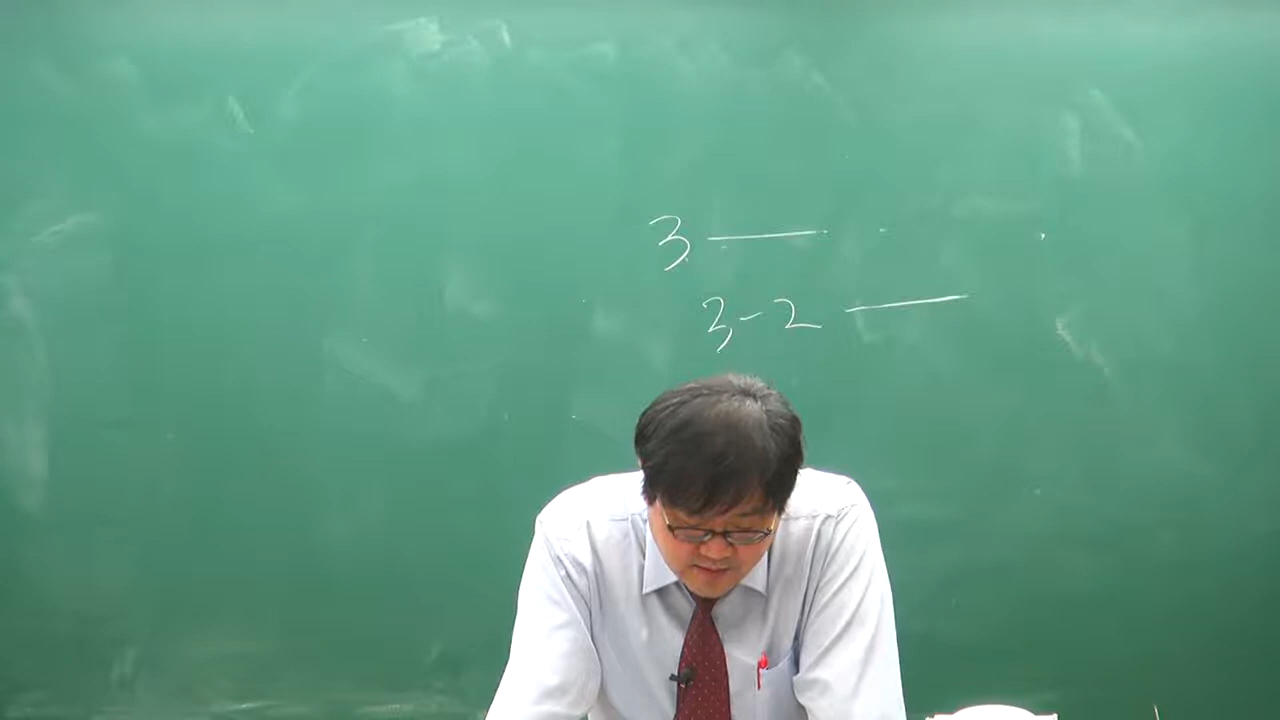 3 —
3-2 —